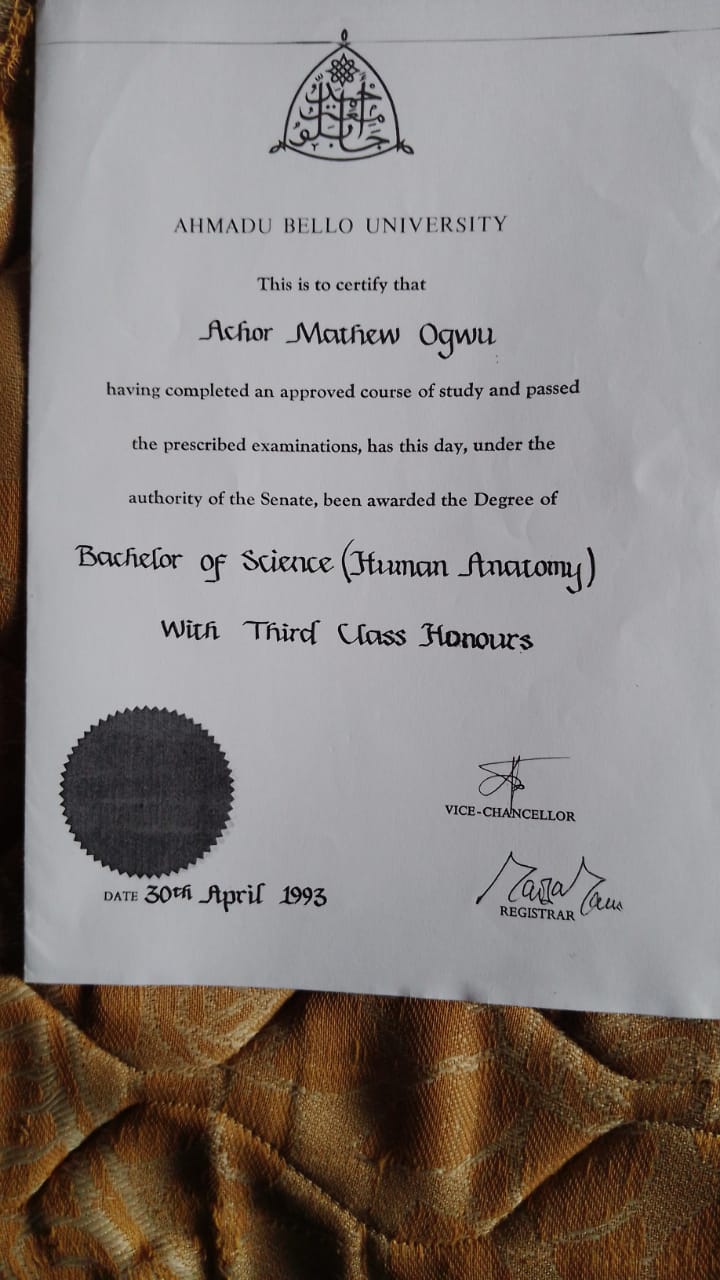 AHMADU BELLO UNIVERSITY
This is to certify that
Achor Mathew Ogwu
having completed an approved course of study and passed
the prescribed examinations, has this day, under the
authority of the Senate, been awarded the Degree of
Bachelor of Science (Human Anatomy)
With Third Class Honours
VICE-CHANCELLOR
DATE 30th April 1993
REGISTRAR